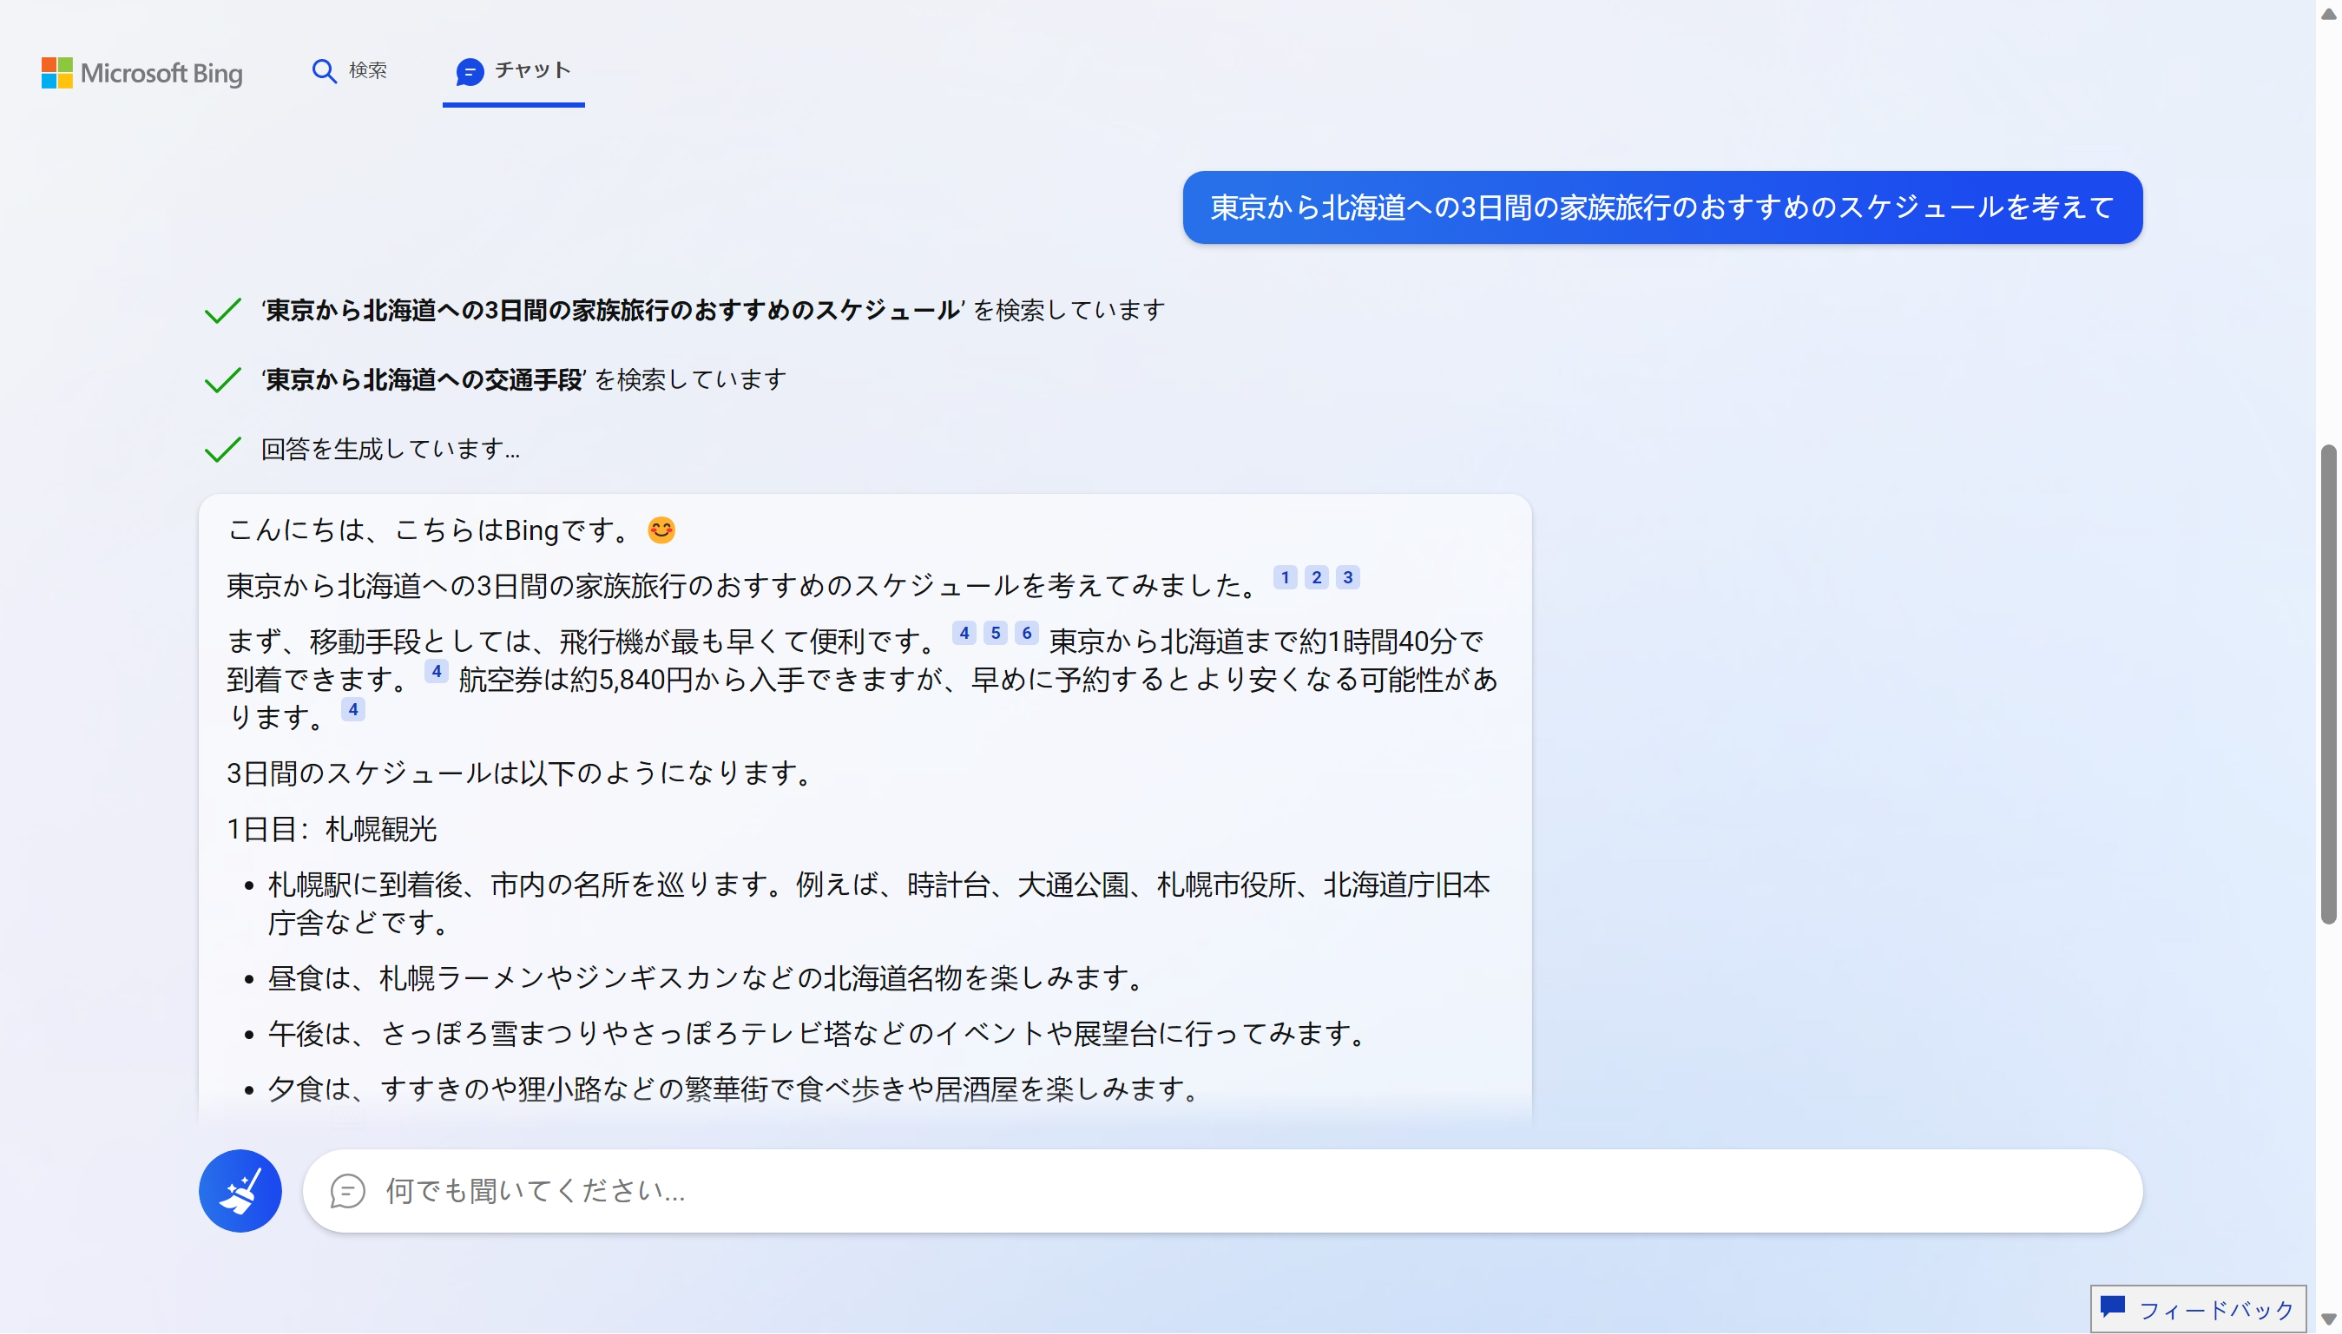 Microsoft Bing
検索
チャット
東京から北海道への3日間の家族旅行のおすすめのスケジュールを考えて
‘東京から北海道への3日間の家族旅行のおすすめのスケジュール’ を検索しています
‘東京から北海道への交通手段’ を検索しています
回答を生成しています...
こんにちは、こちらはBingです。😊
東京から北海道への3日間の家族旅行のおすすめのスケジュールを考えてみました。 1 2 3
まず、移動手段としては、飛行機が最も早くて便利です。 4 5 6 東京から北海道まで約1時間40分で
到着できます。 4 航空券は約5,840円から入手できますが、早めに予約するとより安くなる可能性があ
ります。 4
3日間のスケジュールは以下のようになります。
1日目：札幌観光
• 札幌駅に到着後、市内の名所を巡ります。例えば、時計台、大通公園、札幌市役所、北海道庁旧本
庁舎などです。
• 昼食は、札幌ラーメンやジンギスカンなどの北海道名物を楽しみます。
• 午後は、さっぽろ雪まつりやさっぽろテレビ塔などのイベントや展望台に行ってみます。
• 夕食は、すすきのや狸小路などの繁華街で食べ歩きや居酒屋を楽しみます。
何でも聞いてください...
フィードバック